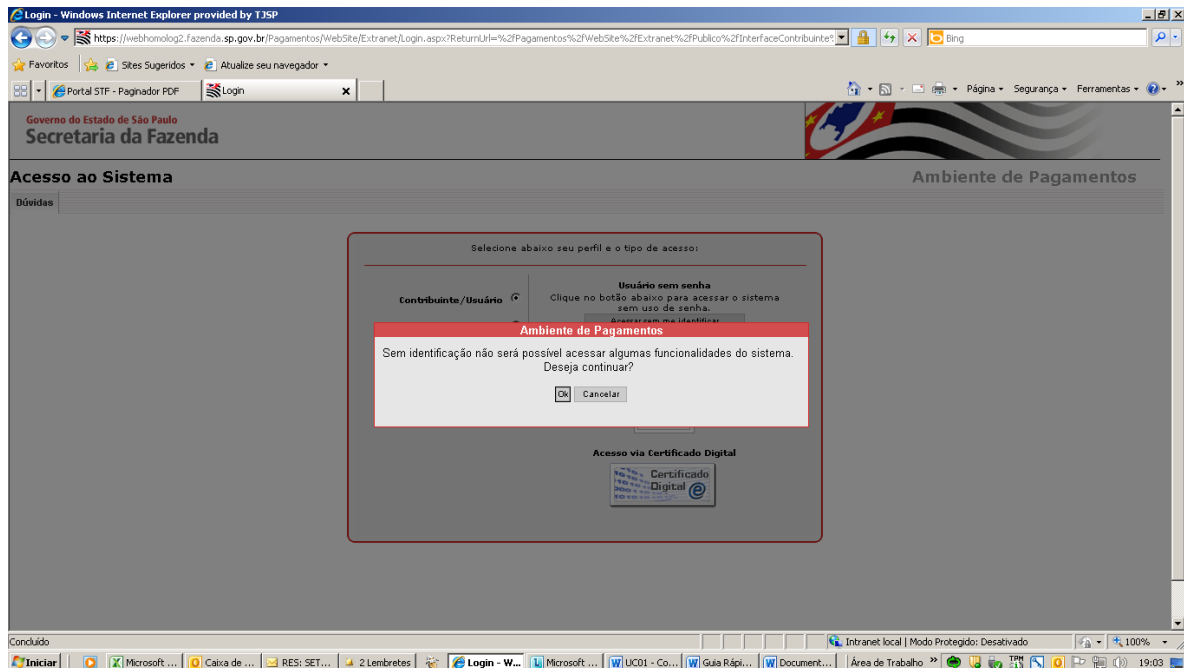 Login - Windows Internet Explorer provided by TJSP
https://webhomolog2.fazenda.sp.gov.br/Pagamentos/WebSite/Extranet/Login.aspx?ReturnUrl=%2fPagamentos%2fWebSite%2fExtranet%2fPublico%2fInterfaceContribuinte%
Bing
Favoritos
Sites Sugeridos
Atualize seu navegador
Portal STF - Paginador PDF
Login
Página
Segurança
Ferramentas
Governo do Estado de São Paulo
Secretaria da Fazenda
Acesso ao Sistema
Ambiente de Pagamentos
Dúvidas
Selecione abaixo seu perfil e o tipo de acesso:
Contribuinte/Usuário
Usuário sem senha
Clique no botão abaixo para acessar o sistema
sem uso de senha.
Acessar sem me identificar
Ambiente de Pagamentos
Sem identificação não será possível acessar algumas funcionalidades do sistema.
Deseja continuar?
Ok
Cancelar
Acesso via Certificado Digital
Certificado
Digital
Concluído
Intranet local | Modo Protegido: Desativado
100%
Iniciar
Microsoft ...
Caixa de ...
RES: SET...
2 Lembretes
Login - W...
Microsoft ...
UC01 - Co...
Guia Rápi...
Document...
Área de Trabalho
19:03